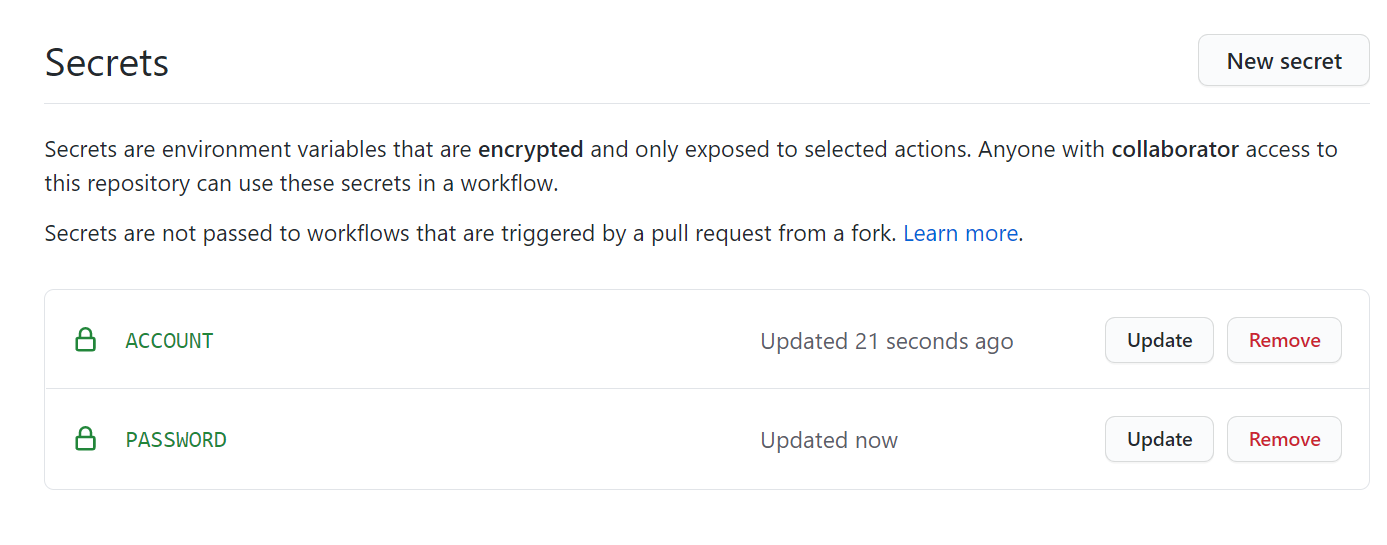 Secrets
New secret
Secrets are environment variables that are encrypted and only exposed to selected actions. Anyone with collaborator access to
this repository can use these secrets in a workflow.
Secrets are not passed to workflows that are triggered by a pull request from a fork. Learn more.
ACCOUNT Updated 21 seconds ago Update Remove
PASSWORD Updated now Update Remove